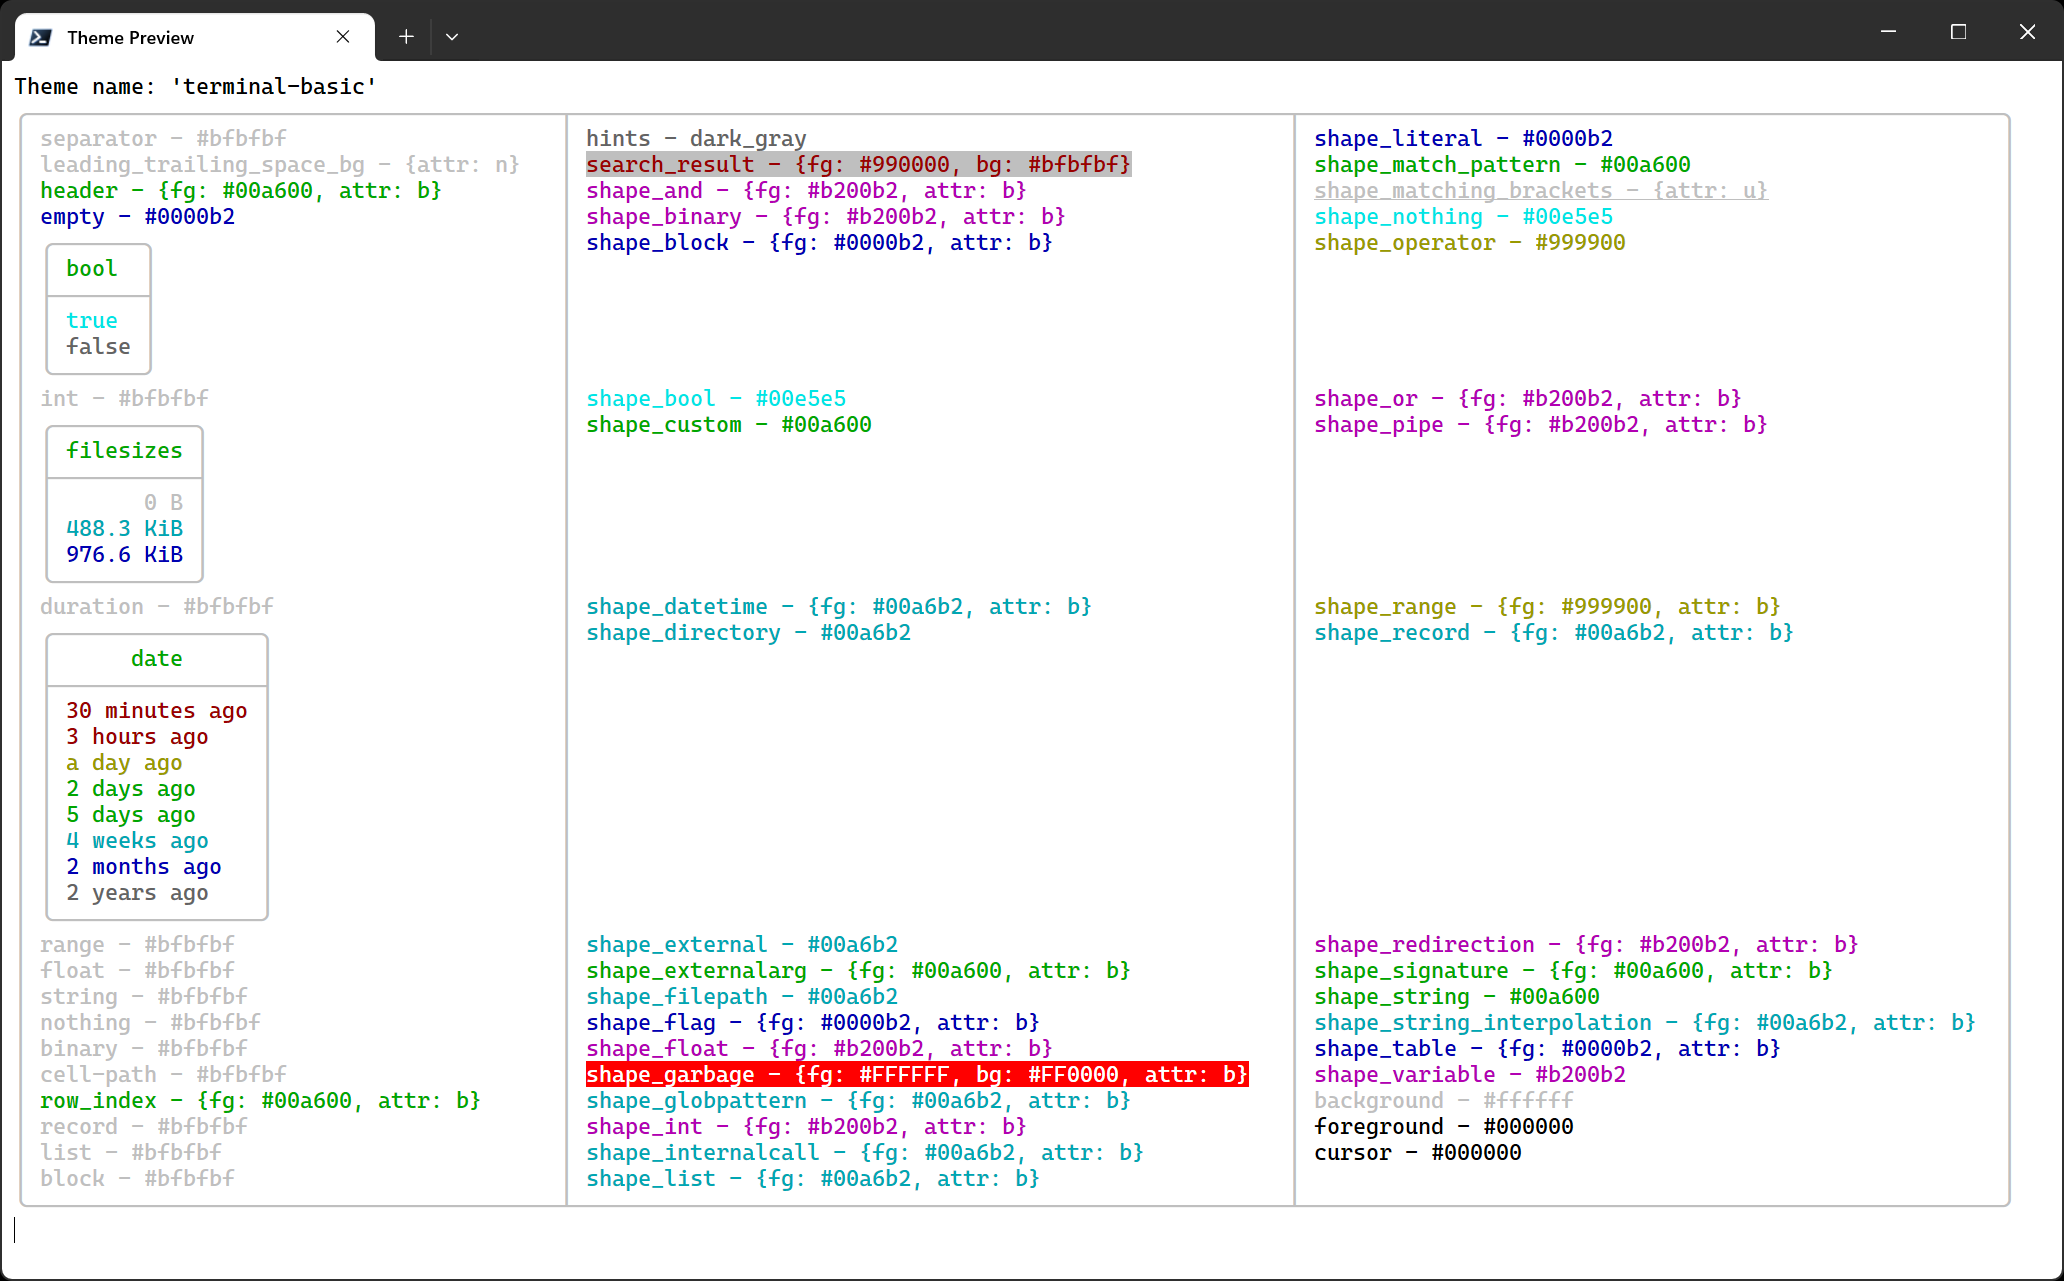 Theme Preview
Theme name: 'terminal-basic'
separator - #bfbfbf
leading_trailing_space_bg - {attr: n}
header - {fg: #00a600, attr: b}
empty - #0000b2
bool
true
false
int - #bfbfbf
filesizes
0 B
488.3 KiB
976.6 KiB
duration - #bfbfbf
date
30 minutes ago
3 hours ago
a day ago
2 days ago
5 days ago
4 weeks ago
2 months ago
2 years ago
range - #bfbfbf
float - #bfbfbf
string - #bfbfbf
nothing - #bfbfbf
binary - #bfbfbf
cell-path - #bfbfbf
row_index - {fg: #00a600, attr: b}
record - #bfbfbf
list - #bfbfbf
block - #bfbfbf
hints - dark_gray
search_result - {fg: #990000, bg: #bfbfbf}
shape_and - {fg: #b200b2, attr: b}
shape_binary - {fg: #b200b2, attr: b}
shape_block - {fg: #0000b2, attr: b}
shape_bool - #00e5e5
shape_custom - #00a600
shape_datetime - {fg: #00a6b2, attr: b}
shape_directory - #00a6b2
shape_external - #00a6b2
shape_externalarg - {fg: #00a600, attr: b}
shape_filepath - #00a6b2
shape_flag - {fg: #0000b2, attr: b}
shape_float - {fg: #b200b2, attr: b}
shape_garbage - {fg: #FFFFFF, bg: #FF0000, attr: b}
shape_globpattern - {fg: #00a6b2, attr: b}
shape_int - {fg: #b200b2, attr: b}
shape_internalcall - {fg: #00a6b2, attr: b}
shape_list - {fg: #00a6b2, attr: b}
shape_literal - #0000b2
shape_match_pattern - #00a600
shape_matching_brackets - {attr: u}
shape_nothing - #00e5e5
shape_operator - #999900
shape_or - {fg: #b200b2, attr: b}
shape_pipe - {fg: #b200b2, attr: b}
shape_range - {fg: #999900, attr: b}
shape_record - {fg: #00a6b2, attr: b}
shape_redirection - {fg: #b200b2, attr: b}
shape_signature - {fg: #00a600, attr: b}
shape_string - #00a600
shape_string_interpolation - {fg: #00a6b2, attr: b}
shape_table - {fg: #0000b2, attr: b}
shape_variable - #b200b2
background - #ffffff
foreground - #000000
cursor - #000000